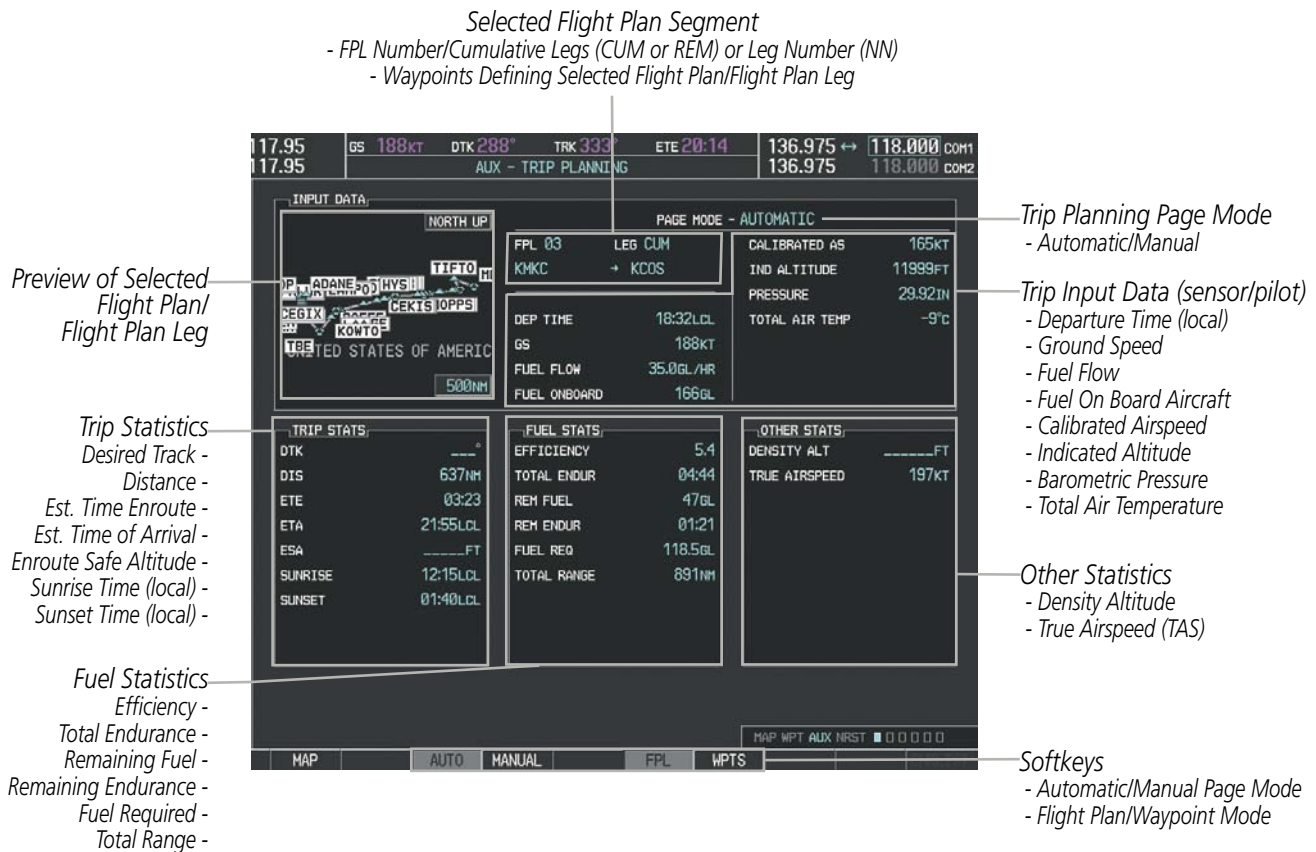 Selected Flight Plan Segment
- FPL Number/Cumulative Legs (CUM or REM) or Leg Number (NN)
- Waypoints Defining Selected Flight Plan/Flight Plan Leg
117.95 GS 188KT DTK 288° TRK 333° ETE 20:14 136.975 ↔ 118.000 COM1
117.95 AUX - TRIP PLANNING 136.975 118.000 COM2
INPUT DATA
NORTH UP
PAGE MODE - AUTOMATIC
FPL 03 LEG CUM
KMKC → KCOS
CALIBRATED AS 165KT
IND ALTITUDE 11999FT
PRESSURE 29.92IN
TOTAL AIR TEMP -9°C
TIFTO
ADANE
HYS
CEKIS
OPPS
CEGIX
KOWTO
TBE
UNITED STATES OF AMERIC
500NM
DEP TIME 18:32LCL
GS 188KT
FUEL FLOW 35.0GL/HR
FUEL ONBOARD 166GL
TRIP STATS
DTK ___°
DIS 637NM
ETE 03:23
ETA 21:55LCL
ESA _____FT
SUNRISE 12:15LCL
SUNSET 01:40LCL
FUEL STATS
EFFICIENCY 5.4
TOTAL ENDUR 04:44
REM FUEL 47GL
REM ENDUR 01:21
FUEL REQ 118.5GL
TOTAL RANGE 891NM
OTHER STATS
DENSITY ALT ______FT
TRUE AIRSPEED 197KT
MAP WPT AUX NRST
MAP AUTO MANUAL FPL WPTS
Preview of Selected
Flight Plan/
Flight Plan Leg
Trip Statistics
Desired Track -
Distance -
Est. Time Enroute -
Est. Time of Arrival -
Enroute Safe Altitude -
Sunrise Time (local) -
Sunset Time (local) -
Fuel Statistics
Efficiency -
Total Endurance -
Remaining Fuel -
Remaining Endurance -
Fuel Required -
Total Range -
Trip Planning Page Mode
- Automatic/Manual
Trip Input Data (sensor/pilot)
- Departure Time (local)
- Ground Speed
- Fuel Flow
- Fuel On Board Aircraft
- Calibrated Airspeed
- Indicated Altitude
- Barometric Pressure
- Total Air Temperature
Other Statistics
- Density Altitude
- True Airspeed (TAS)
Softkeys
- Automatic/Manual Page Mode
- Flight Plan/Waypoint Mode